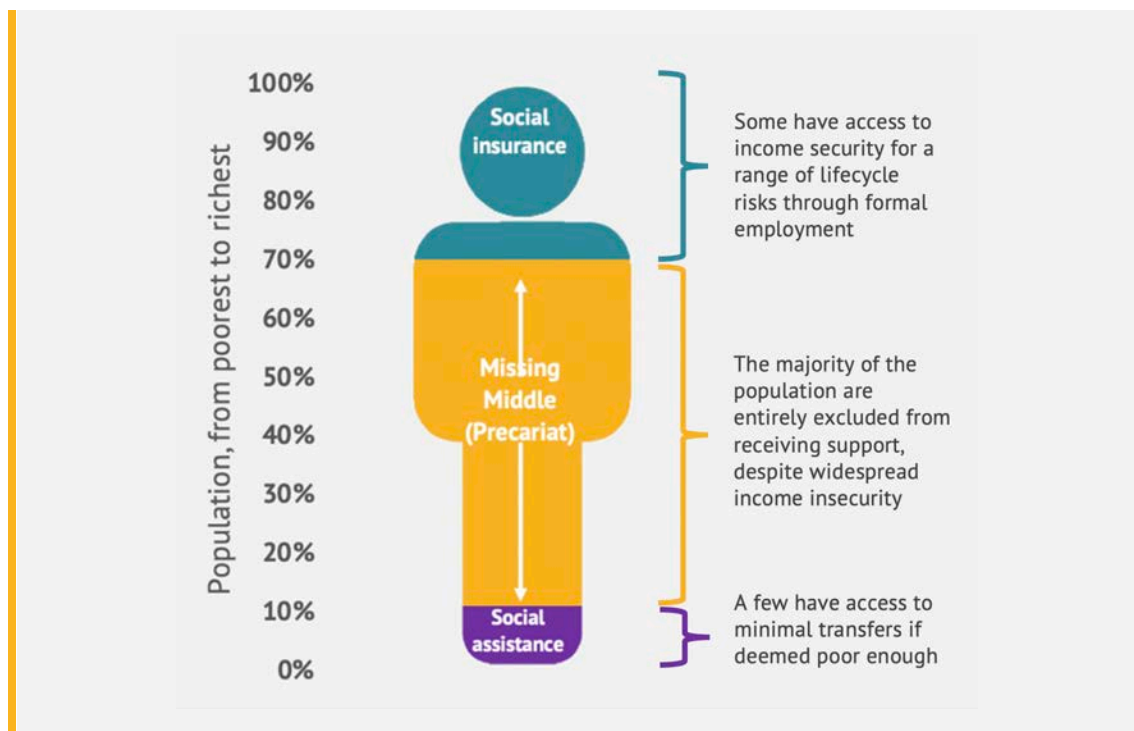 Population, from poorest to richest
100%
90%
80%
70%
60%
50%
40%
30%
20%
10%
0%
Social
insurance
Missing
Middle
(Precariat)
Social
assistance
Some have access to
income security for a
range of lifecycle
risks through formal
employment
The majority of the
population are
entirely excluded from
receiving support,
despite widespread
income insecurity
A few have access to
minimal transfers if
deemed poor enough